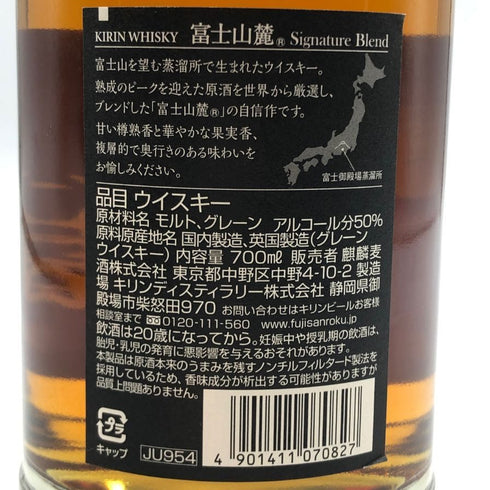 KIRIN WHISKY 富士山麓® Signature Blend
富士山を望む蒸溜所で生まれたウイスキー。
熟成のピークを迎えた原酒を世界から厳選し、
ブレンドした「富士山麓®」の自信作です。
甘い樽熟香と華やかな果実香、
複層的で奥行きのある味わいを
お愉しみください。
富士御殿場蒸溜所
品目 ウイスキー
原材料名 モルト、グレーン アルコール分50%
原料原産地名 国内製造、英国製造(グレーン
ウイスキー) 内容量 700mℓ 販売者 麒麟麦
酒株式会社 東京都中野区中野4-10-2 製造
場 キリンディスティラリー株式会社 静岡県御
殿場市柴怒田970 お問い合わせはキリンビールお客様
相談室まで 0120-111-560 www.fujisanroku.jp/
飲酒は20歳になってから。妊娠中や授乳期の飲酒は、
胎児・乳児の発育に悪影響を与えるおそれがあります。
本製品は原酒本来のうまみを残すノンチルフィルタード製法を
採用しているため、香味成分が析出する可能性がありますが
品質上問題ありません。
プラ
キャップ
JU954
4 901411 070827